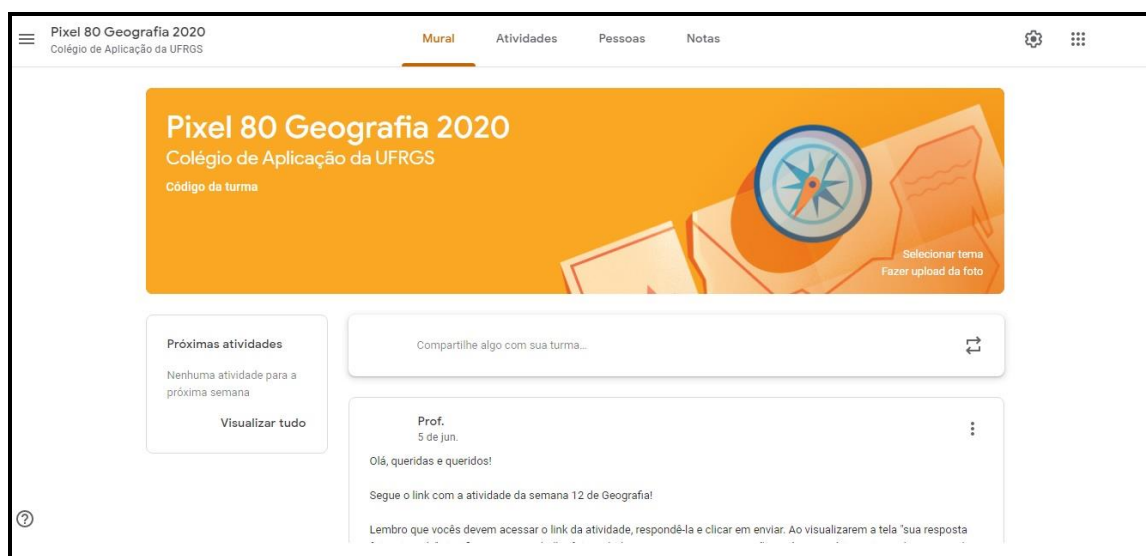 Pixel 80 Geografia 2020
Colégio de Aplicação da UFRGS
Mural Atividades Pessoas Notas
Pixel 80 Geografia 2020
Colégio de Aplicação da UFRGS
Código da turma
Selecionar tema
Fazer upload da foto
Próximas atividades
Nenhuma atividade para a
próxima semana
Visualizar tudo
Compartilhe algo com sua turma...
Prof.
5 de jun.
Olá, queridas e queridos!
Segue o link com a atividade da semana 12 de Geografia!
Lembro que vocês devem acessar o link da atividade, respondê-la e clicar em enviar. Ao visualizarem a tela "sua resposta